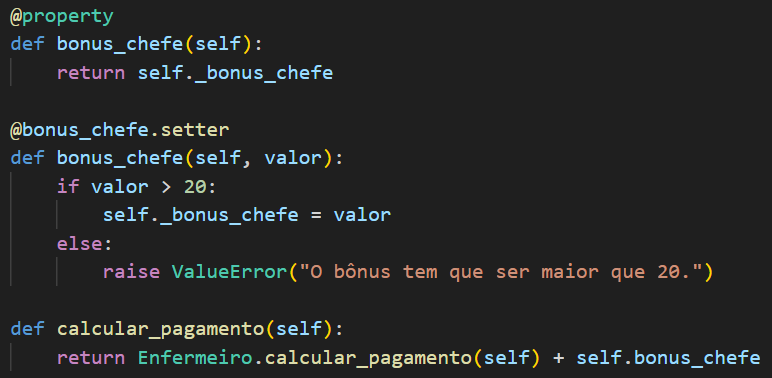 @property
def bonus_chefe(self):
    return self._bonus_chefe

@bonus_chefe.setter
def bonus_chefe(self, valor):
    if valor > 20:
        self._bonus_chefe = valor
    else:
        raise ValueError("O bônus tem que ser maior que 20.")

def calcular_pagamento(self):
    return Enfermeiro.calcular_pagamento(self) + self.bonus_chefe